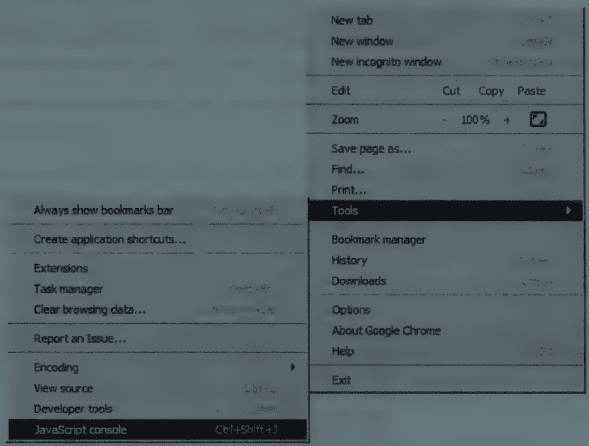 New tab
New window
New incognito window
Edit Cut Copy Paste
Zoom - 100% +
Save page as...
Find...
Print...
Tools
Bookmark manager
History
Downloads
Options
About Google Chrome
Help
Exit
Always show bookmarks bar
Create application shortcuts...
Extensions
Task manager
Clear browsing data...
Report an Issue...
Encoding
View source
Developer tools
JavaScript console Ctrl+Shift+J